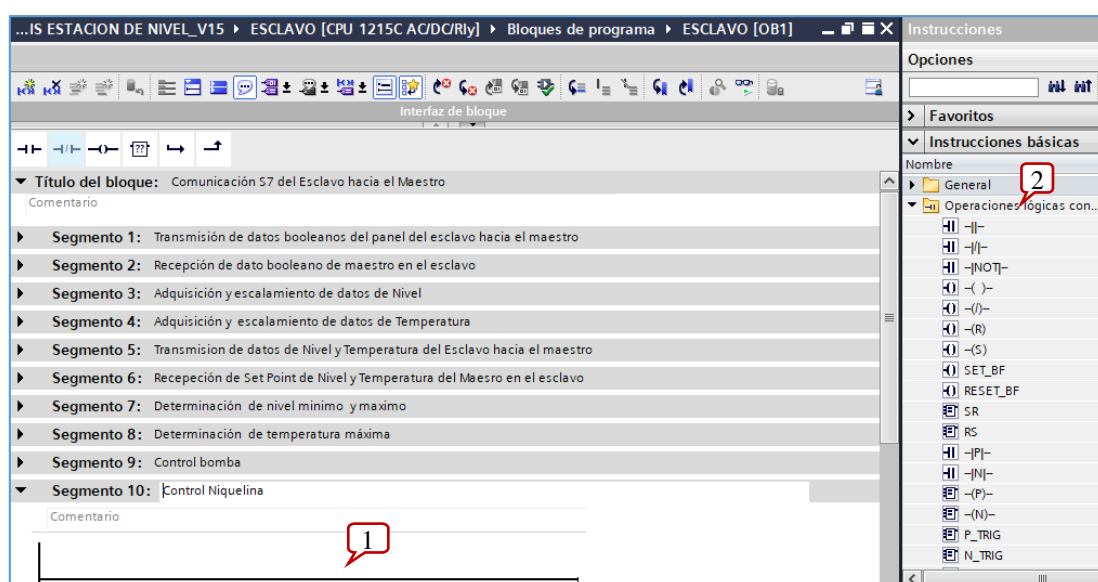 ...IS ESTACION DE NIVEL_V15 ▸ ESCLAVO [CPU 1215C AC/DC/Rly] ▸ Bloques de programa ▸ ESCLAVO [OB1]
Interfaz de bloque
Título del bloque: Comunicación S7 del Esclavo hacia el Maestro
Comentario
Segmento 1: Transmisión de datos booleanos del panel del esclavo hacia el maestro
Segmento 2: Recepción de dato booleano de maestro en el esclavo
Segmento 3: Adquisición y escalamiento de datos de Nivel
Segmento 4: Adquisición y escalamiento de datos de Temperatura
Segmento 5: Transmision de datos de Nivel y Temperatura del Esclavo hacia el maestro
Segmento 6: Recepeción de Set Point de Nivel y Temperatura del Maesro en el esclavo
Segmento 7: Determinación de nivel minimo y maximo
Segmento 8: Determinación de temperatura máxima
Segmento 9: Control bomba
Segmento 10: Control Niquelina
Comentario
1
Instrucciones
Opciones
Favoritos
Instrucciones básicas
Nombre
General
2
Operaciones lógicas con...
-||-
-|/|-
-|NOT|-
-( )-
-(/)-
-(R)
-(S)
SET_BF
RESET_BF
SR
RS
-|P|-
-|N|-
-(P)-
-(N)-
P_TRIG
N_TRIG